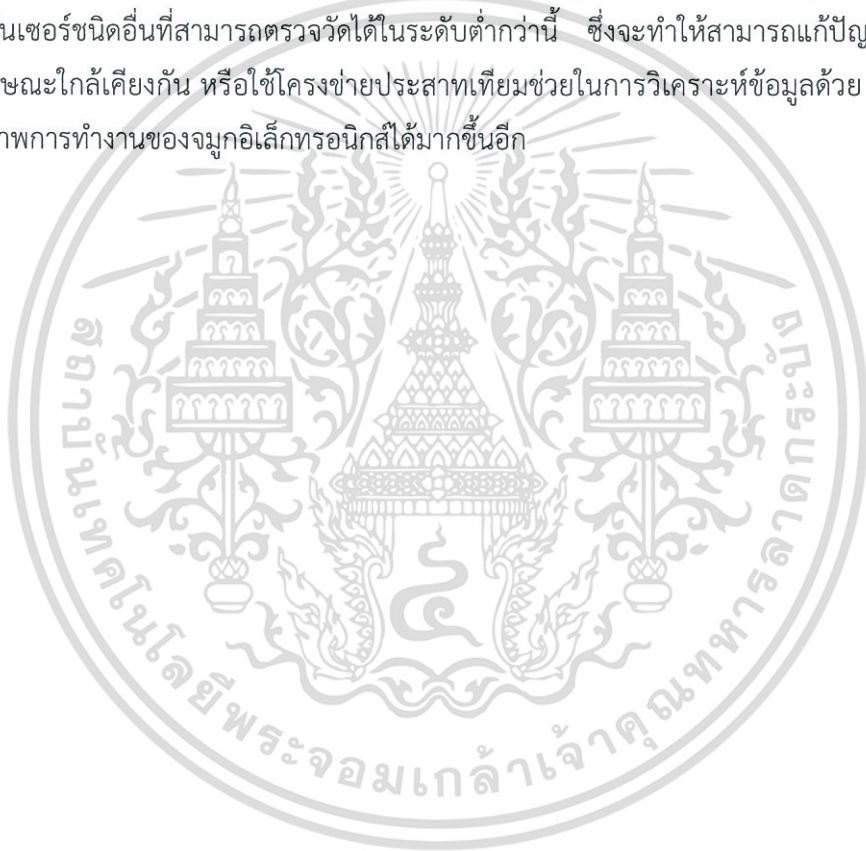 นเซอร์ชนิดอื่นที่สามารถตรวจวัดได้ในระดับต่ำกว่านี้ ซึ่งจะทำให้สามารถแก้ปัญ
ษณะใกล้เคียงกัน หรือใช้โครงข่ายประสาทเทียมช่วยในการวิเคราะห์ข้อมูลด้วย
าพการทำงานของจมูกอิเล็กทรอนิกส์ได้มากขึ้นอีก
สถาบันเทคโนโลยีพระจอมเกล้าเจ้าคุณทหารลาดกระบัง
๔